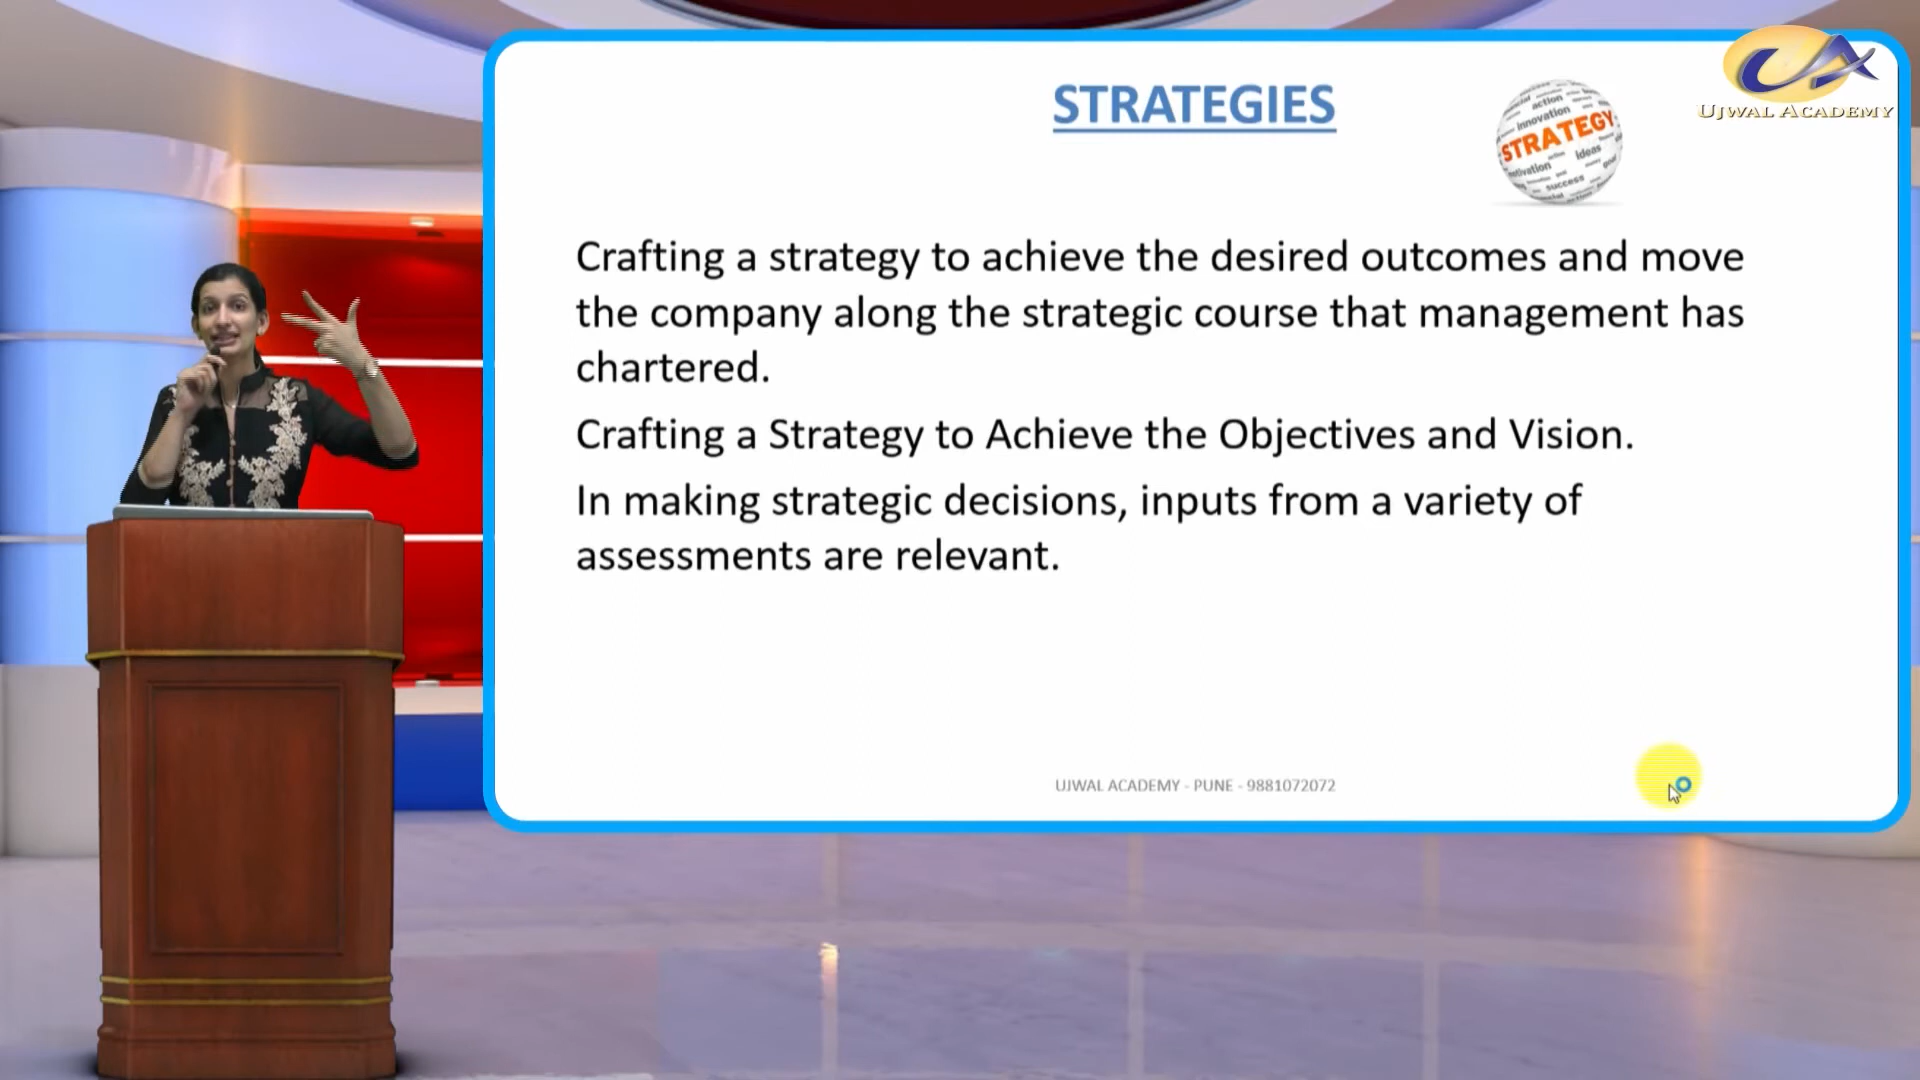 STRATEGIES
action
innovation
STRATEGY
ideas
success
UJWAL ACADEMY
Crafting a strategy to achieve the desired outcomes and move
the company along the strategic course that management has
chartered.
Crafting a Strategy to Achieve the Objectives and Vision.
In making strategic decisions, inputs from a variety of
assessments are relevant.
UJWAL ACADEMY - PUNE - 9881072072